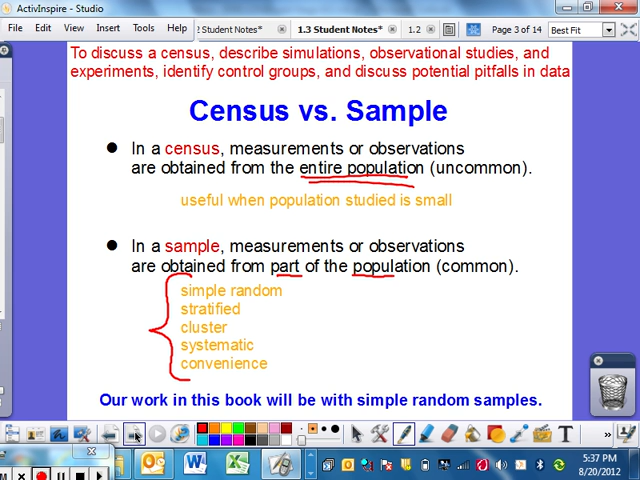 ActivInspire - Studio
Insert Edit Tools Help View
2 Student Notes* 1.3 Student Notes* 1.2 Page 3 of 14 Best Fit
To discuss a census, describe simulations, observational studies, and
experiments, identify control groups, and discuss potential pitfalls in data
Census vs. Sample
In a census, measurements or observations
are obtained from the entire population (uncommon).
useful when population studied is small
In a sample, measurements or observations
are obtained from part of the population (common).
simple random
stratified
cluster
systematic
convenience
Our work in this book will be with simple random samples.
5:37 PM
8/20/2012